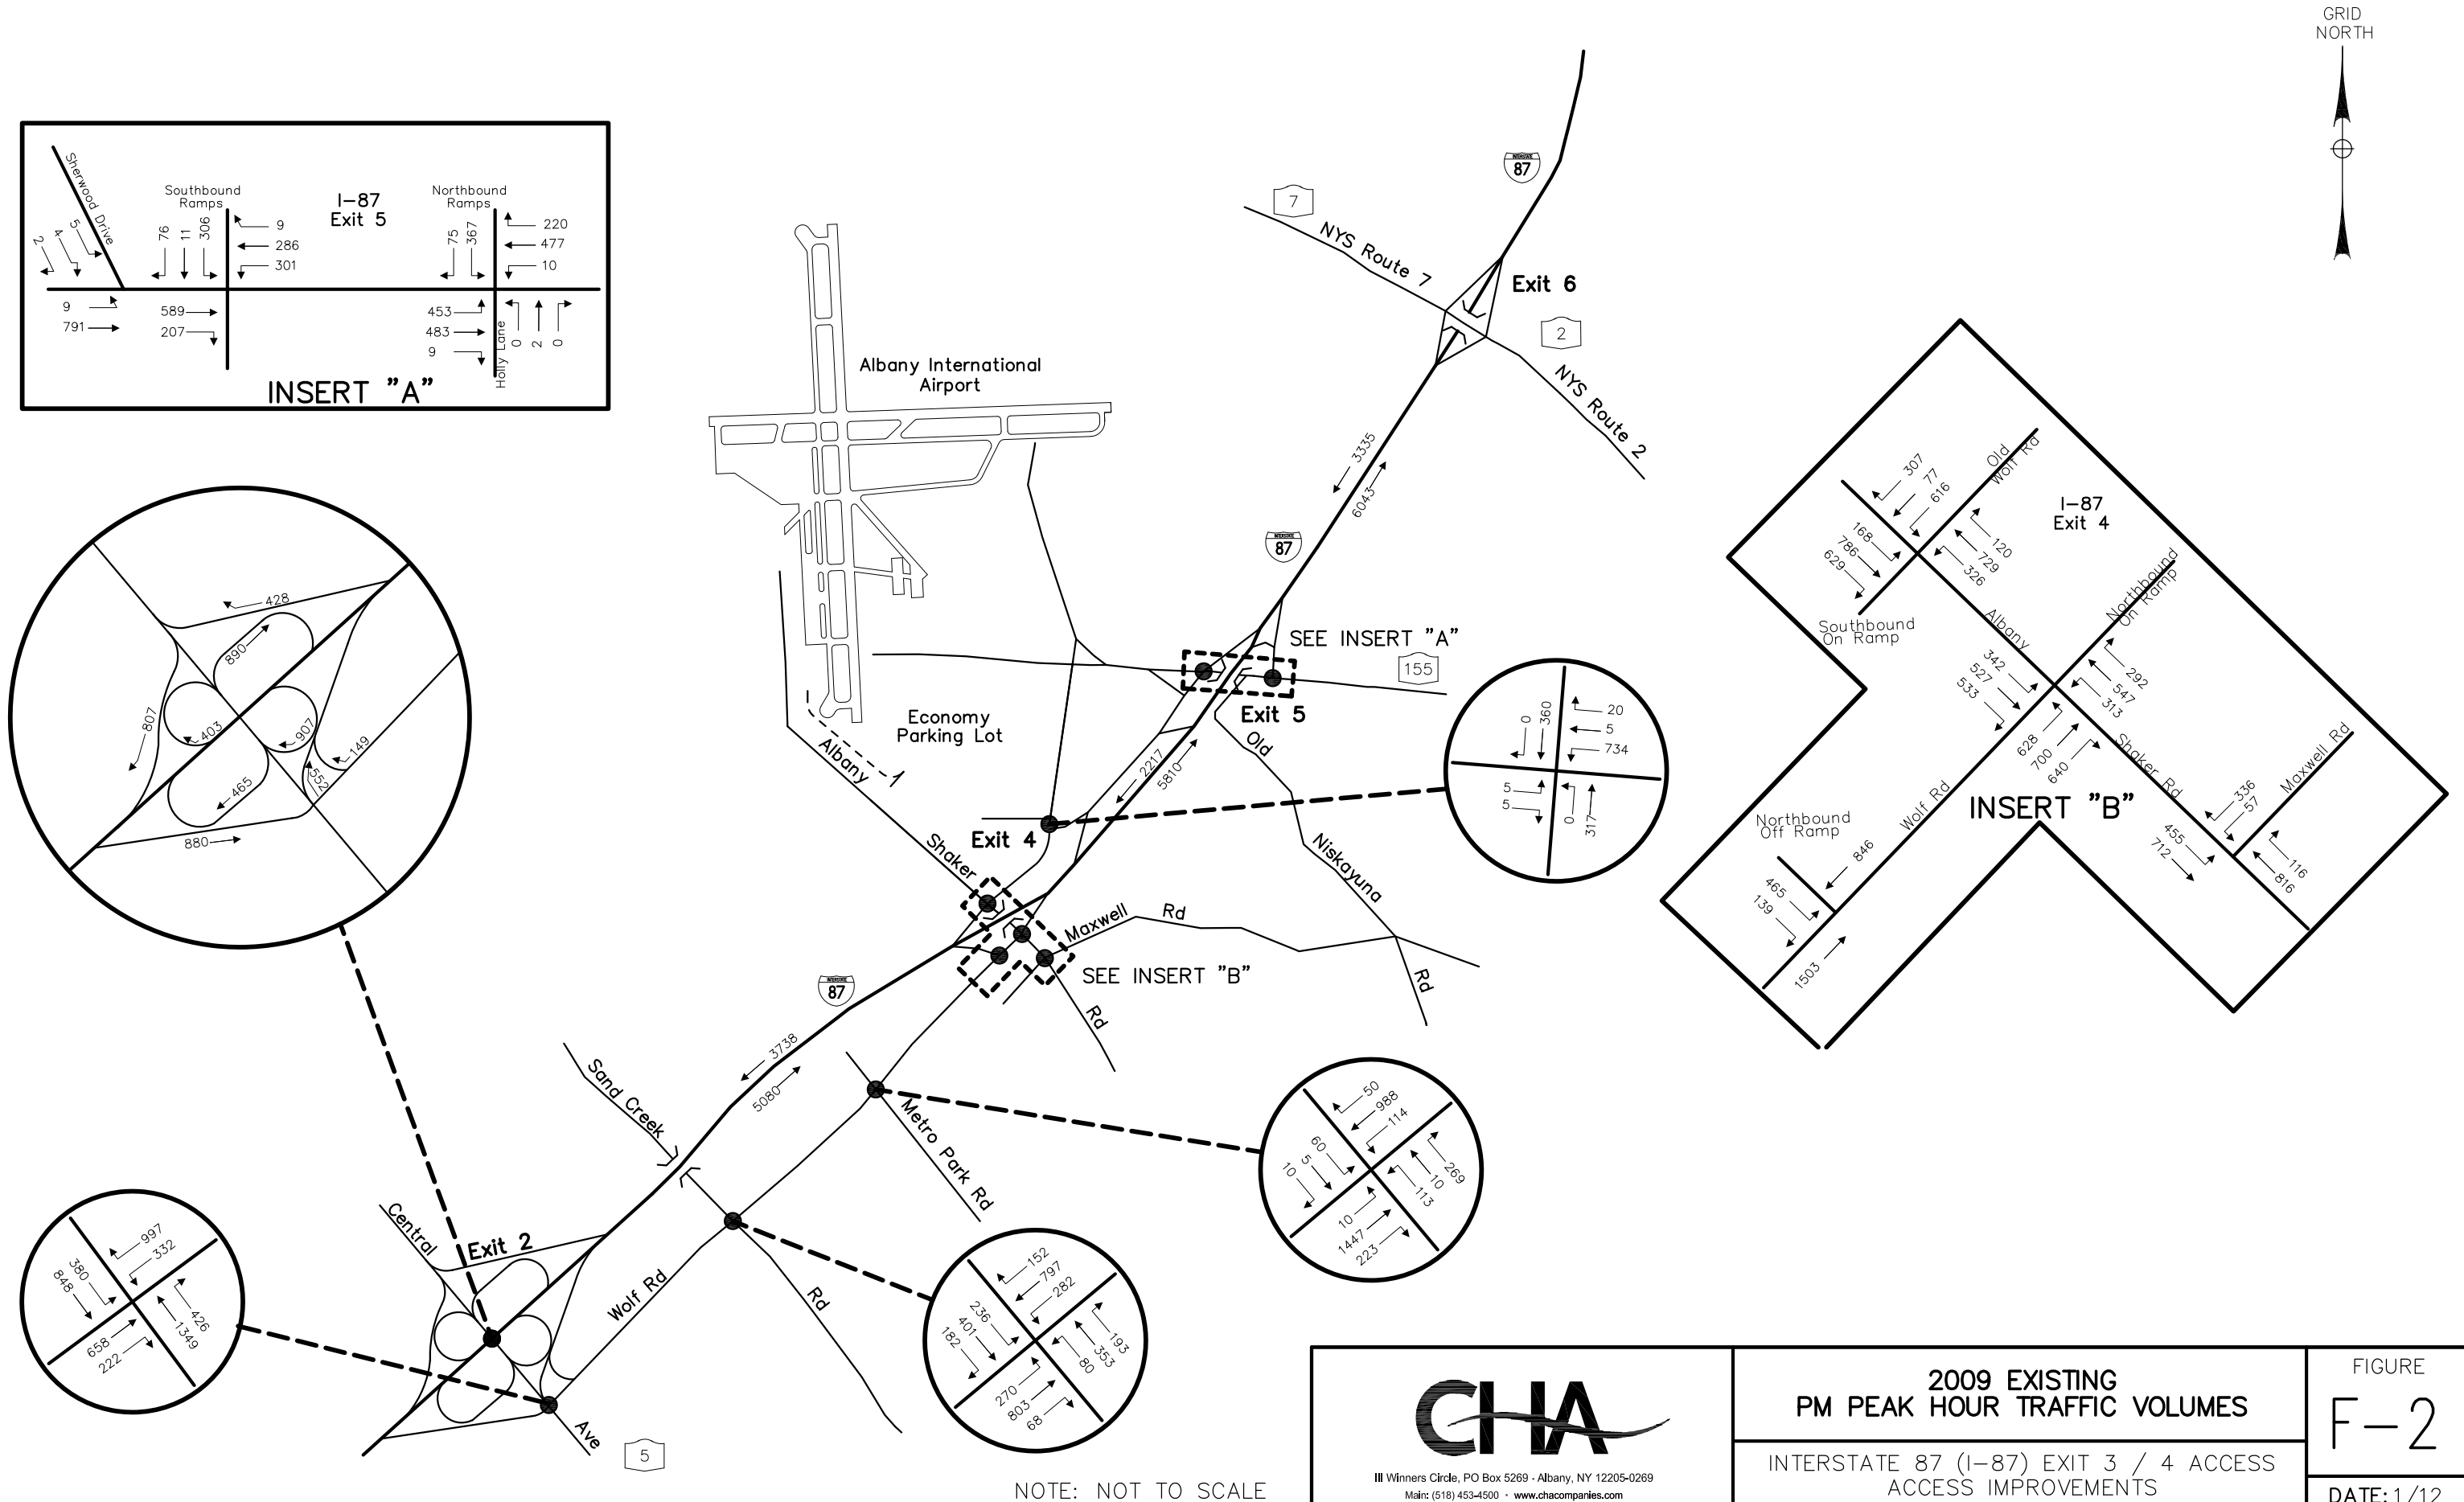 GRID
NORTH
Sherwood Drive
Southbound
Ramps
I-87
Exit 5
Northbound
Ramps
2
4
5
76
11
306
9
286
301
75
367
220
477
10
9
791
589
207
453
483
9
Holly Lane
0
2
0
INSERT "A"
INTERSTATE
87
7
NYS Route 7
Exit 6
2
NYS Route 2
Albany International
Airport
3335
6043
INTERSTATE
87
SEE INSERT "A"
155
Exit 5
Economy
Parking Lot
Albany
Shaker
Rd
2217
5810
Old
Niskayuna
Rd
Exit 4
Maxwell
Rd
SEE INSERT "B"
INTERSTATE
87
3738
5080
Sand Creek
Rd
Metro Park Rd
Wolf Rd
Central
Ave
Exit 2
5
428
890
807
403
907
149
552
465
880
0
360
20
5
734
5
5
0
317
I-87
Exit 4
Old
Wolf Rd
307
77
616
168
786
629
120
729
326
Southbound
On Ramp
Albany
Northbound
On Ramp
342
527
533
292
547
313
628
700
640
Shaker Rd
Maxwell Rd
336
57
455
712
116
816
Wolf Rd
INSERT "B"
Northbound
Off Ramp
846
465
139
1503
50
988
114
60
5
10
269
10
113
10
1447
223
152
797
282
236
401
182
193
353
80
270
803
68
997
332
380
848
426
1349
658
222
NOTE: NOT TO SCALE
CHA
III Winners Circle, PO Box 5269 - Albany, NY 12205-0269
Main: (518) 453-4500 · www.chacompanies.com
2009 EXISTING
PM PEAK HOUR TRAFFIC VOLUMES
INTERSTATE 87 (I-87) EXIT 3 / 4 ACCESS
ACCESS IMPROVEMENTS
FIGURE
F-2
DATE: 1/12